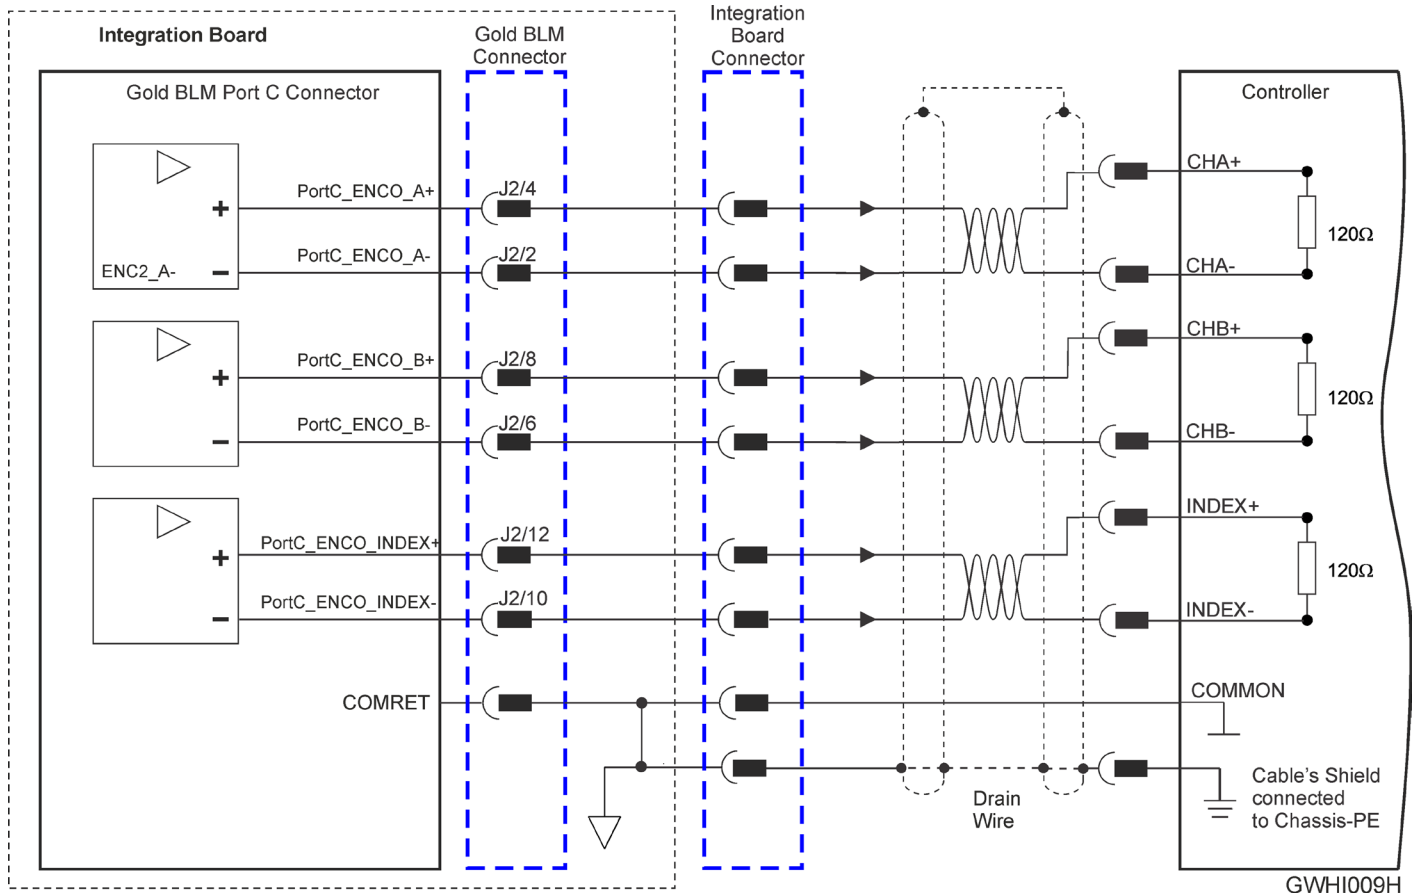 Integration Board
Gold BLM
Connector
Integration
Board
Connector
Gold BLM Port C Connector
Controller
PortC_ENCO_A+
J2/4
CHA+
+
120Ω
PortC_ENCO_A-
J2/2
CHA-
ENC2_A-
−
PortC_ENCO_B+
J2/8
CHB+
+
120Ω
PortC_ENCO_B-
J2/6
CHB-
−
PortC_ENCO_INDEX+
J2/12
INDEX+
+
120Ω
PortC_ENCO_INDEX-
J2/10
INDEX-
−
COMRET
COMMON
Drain
Wire
Cable's Shield
connected
to Chassis-PE
GWHI009H